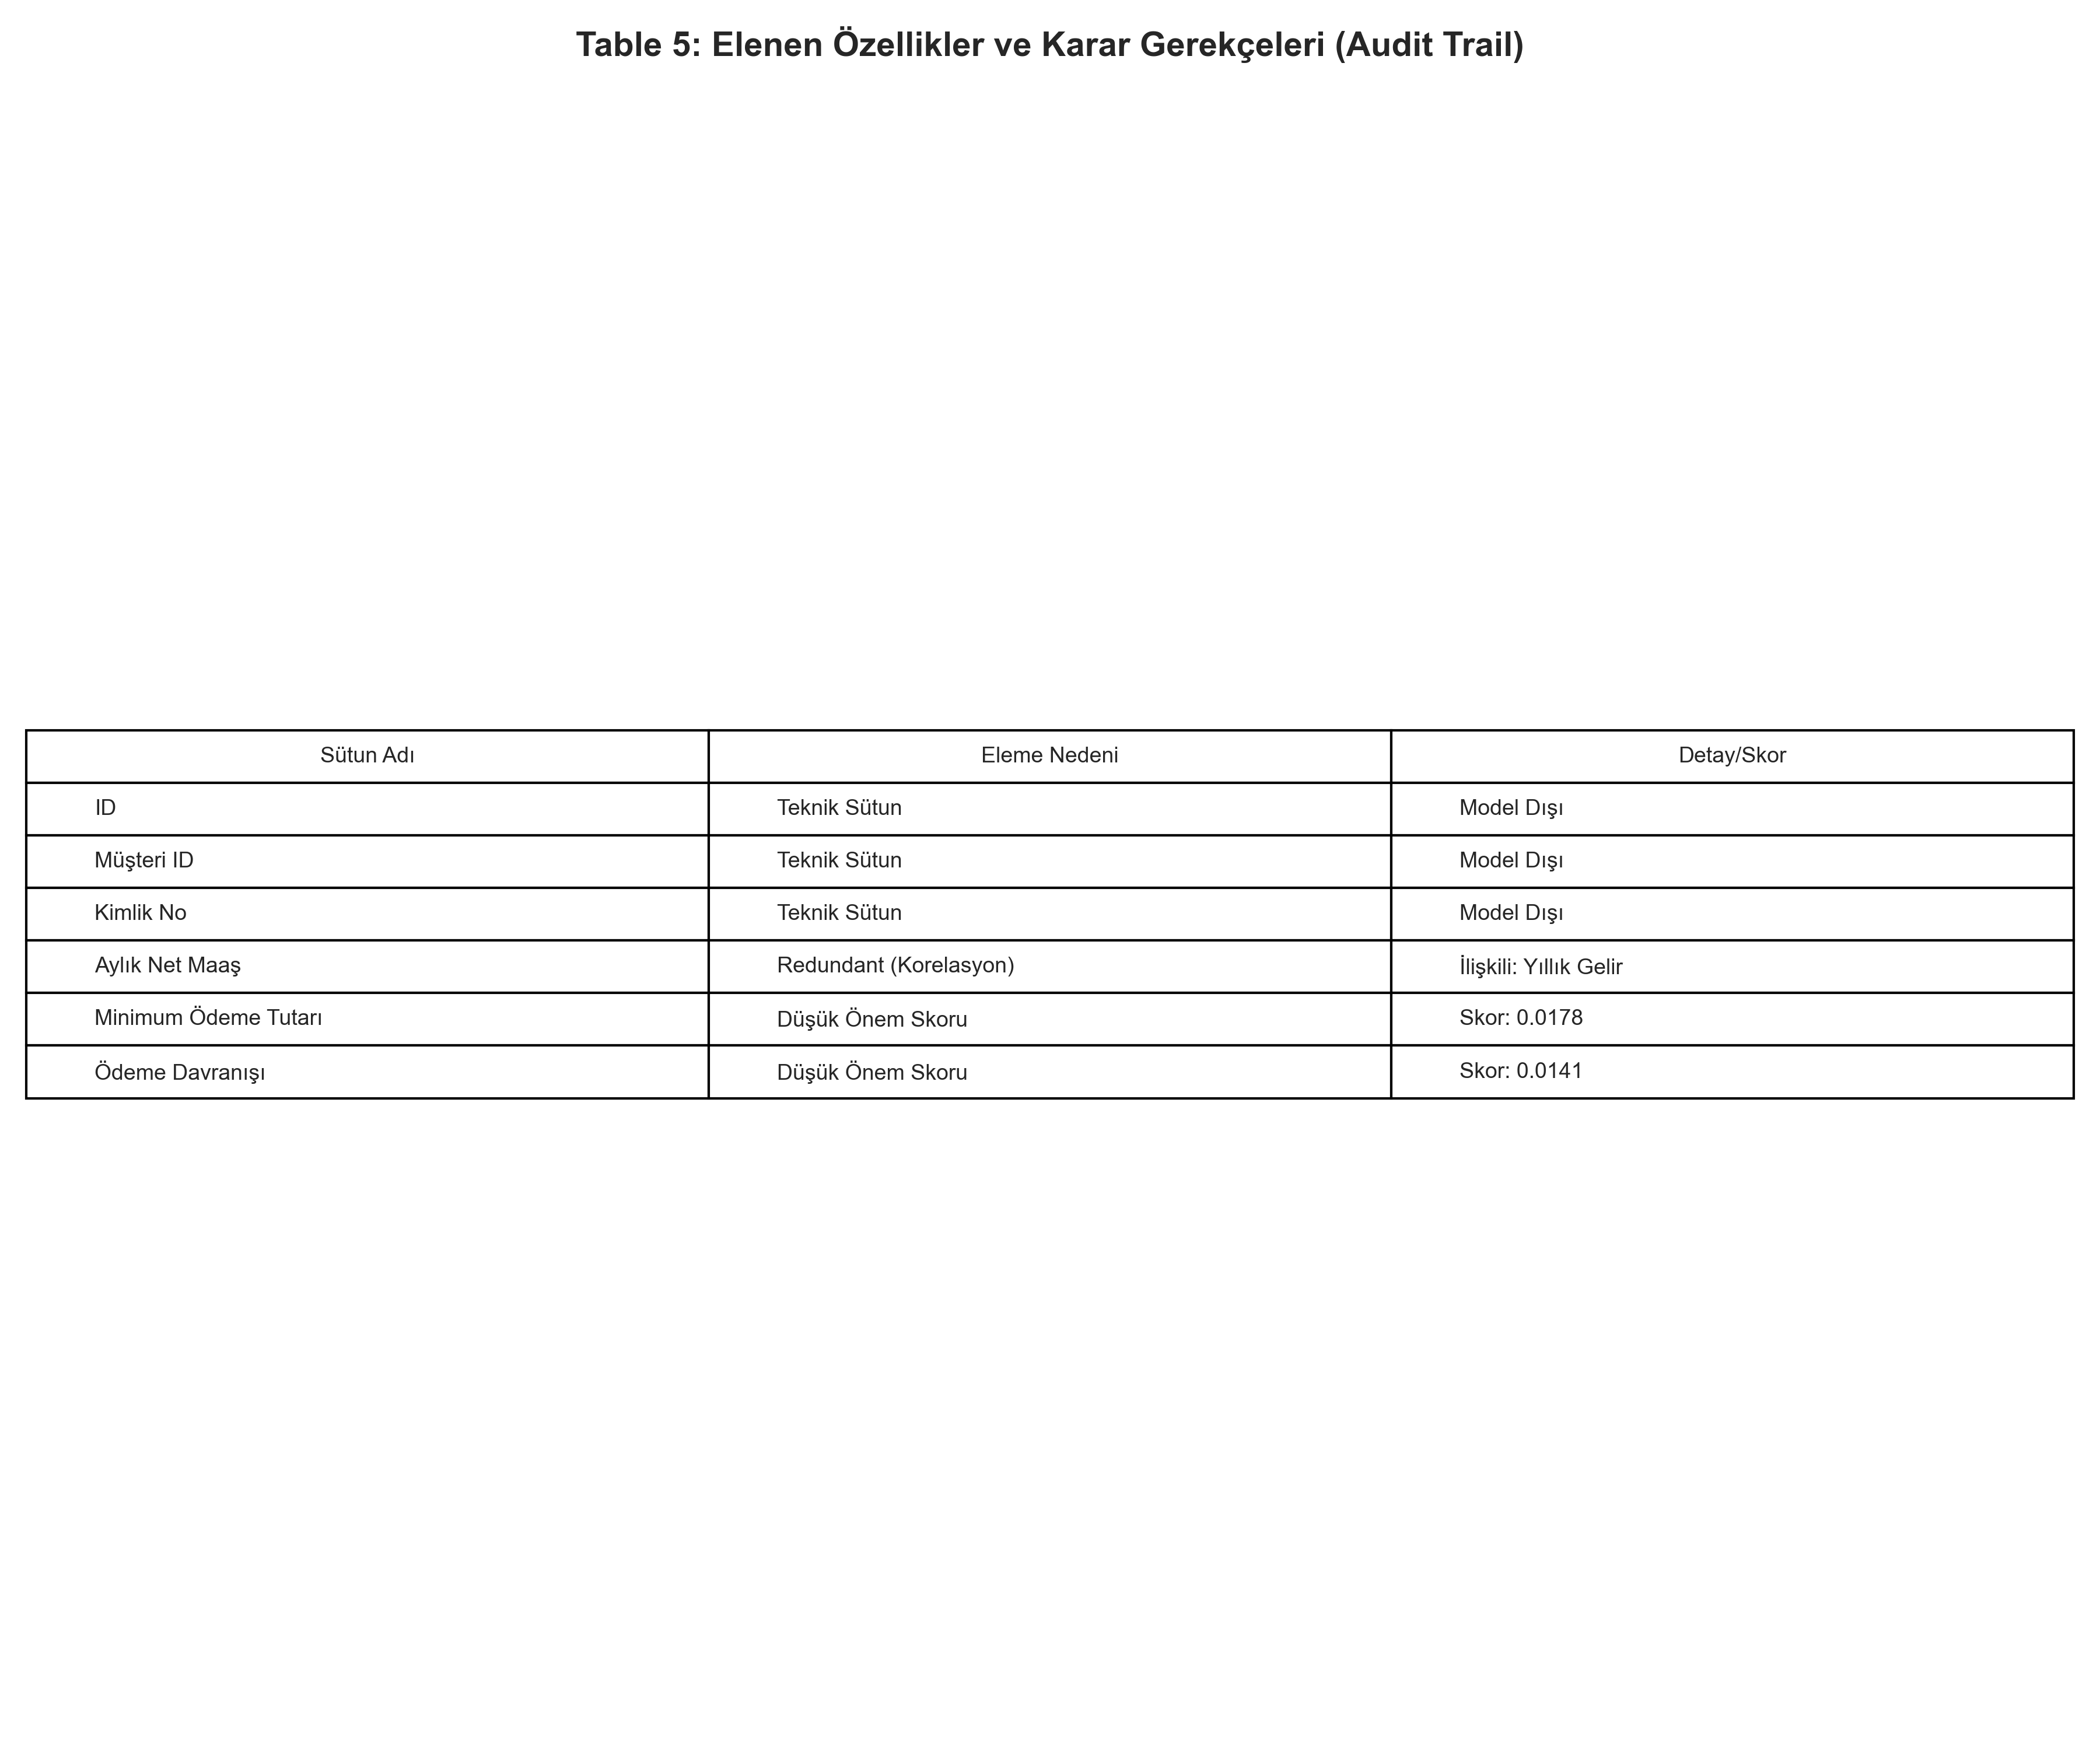 Table 5: Elenen Özellikler ve Karar Gerekçeleri (Audit Trail)
Sütun Adı Eleme Nedeni Detay/Skor
ID Teknik Sütun Model Dışı
Müşteri ID Teknik Sütun Model Dışı
Kimlik No Teknik Sütun Model Dışı
Aylık Net Maaş Redundant (Korelasyon) İlişkili: Yıllık Gelir
Minimum Ödeme Tutarı Düşük Önem Skoru Skor: 0.0178
Ödeme Davranışı Düşük Önem Skoru Skor: 0.0141